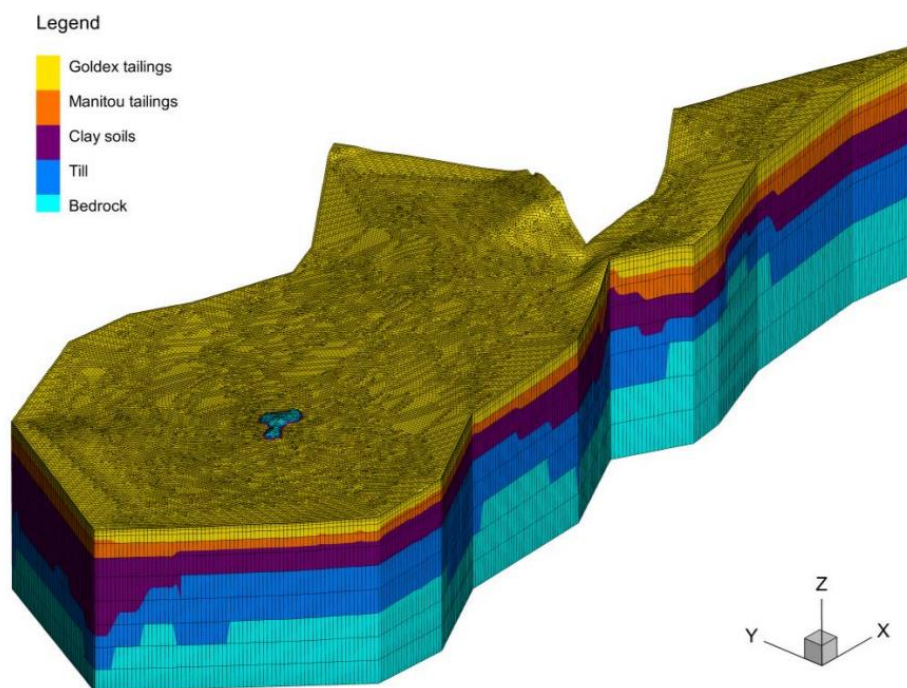 Legend
Goldex tailings
Manitou tailings
Clay soils
Till
Bedrock
Z
Y
X